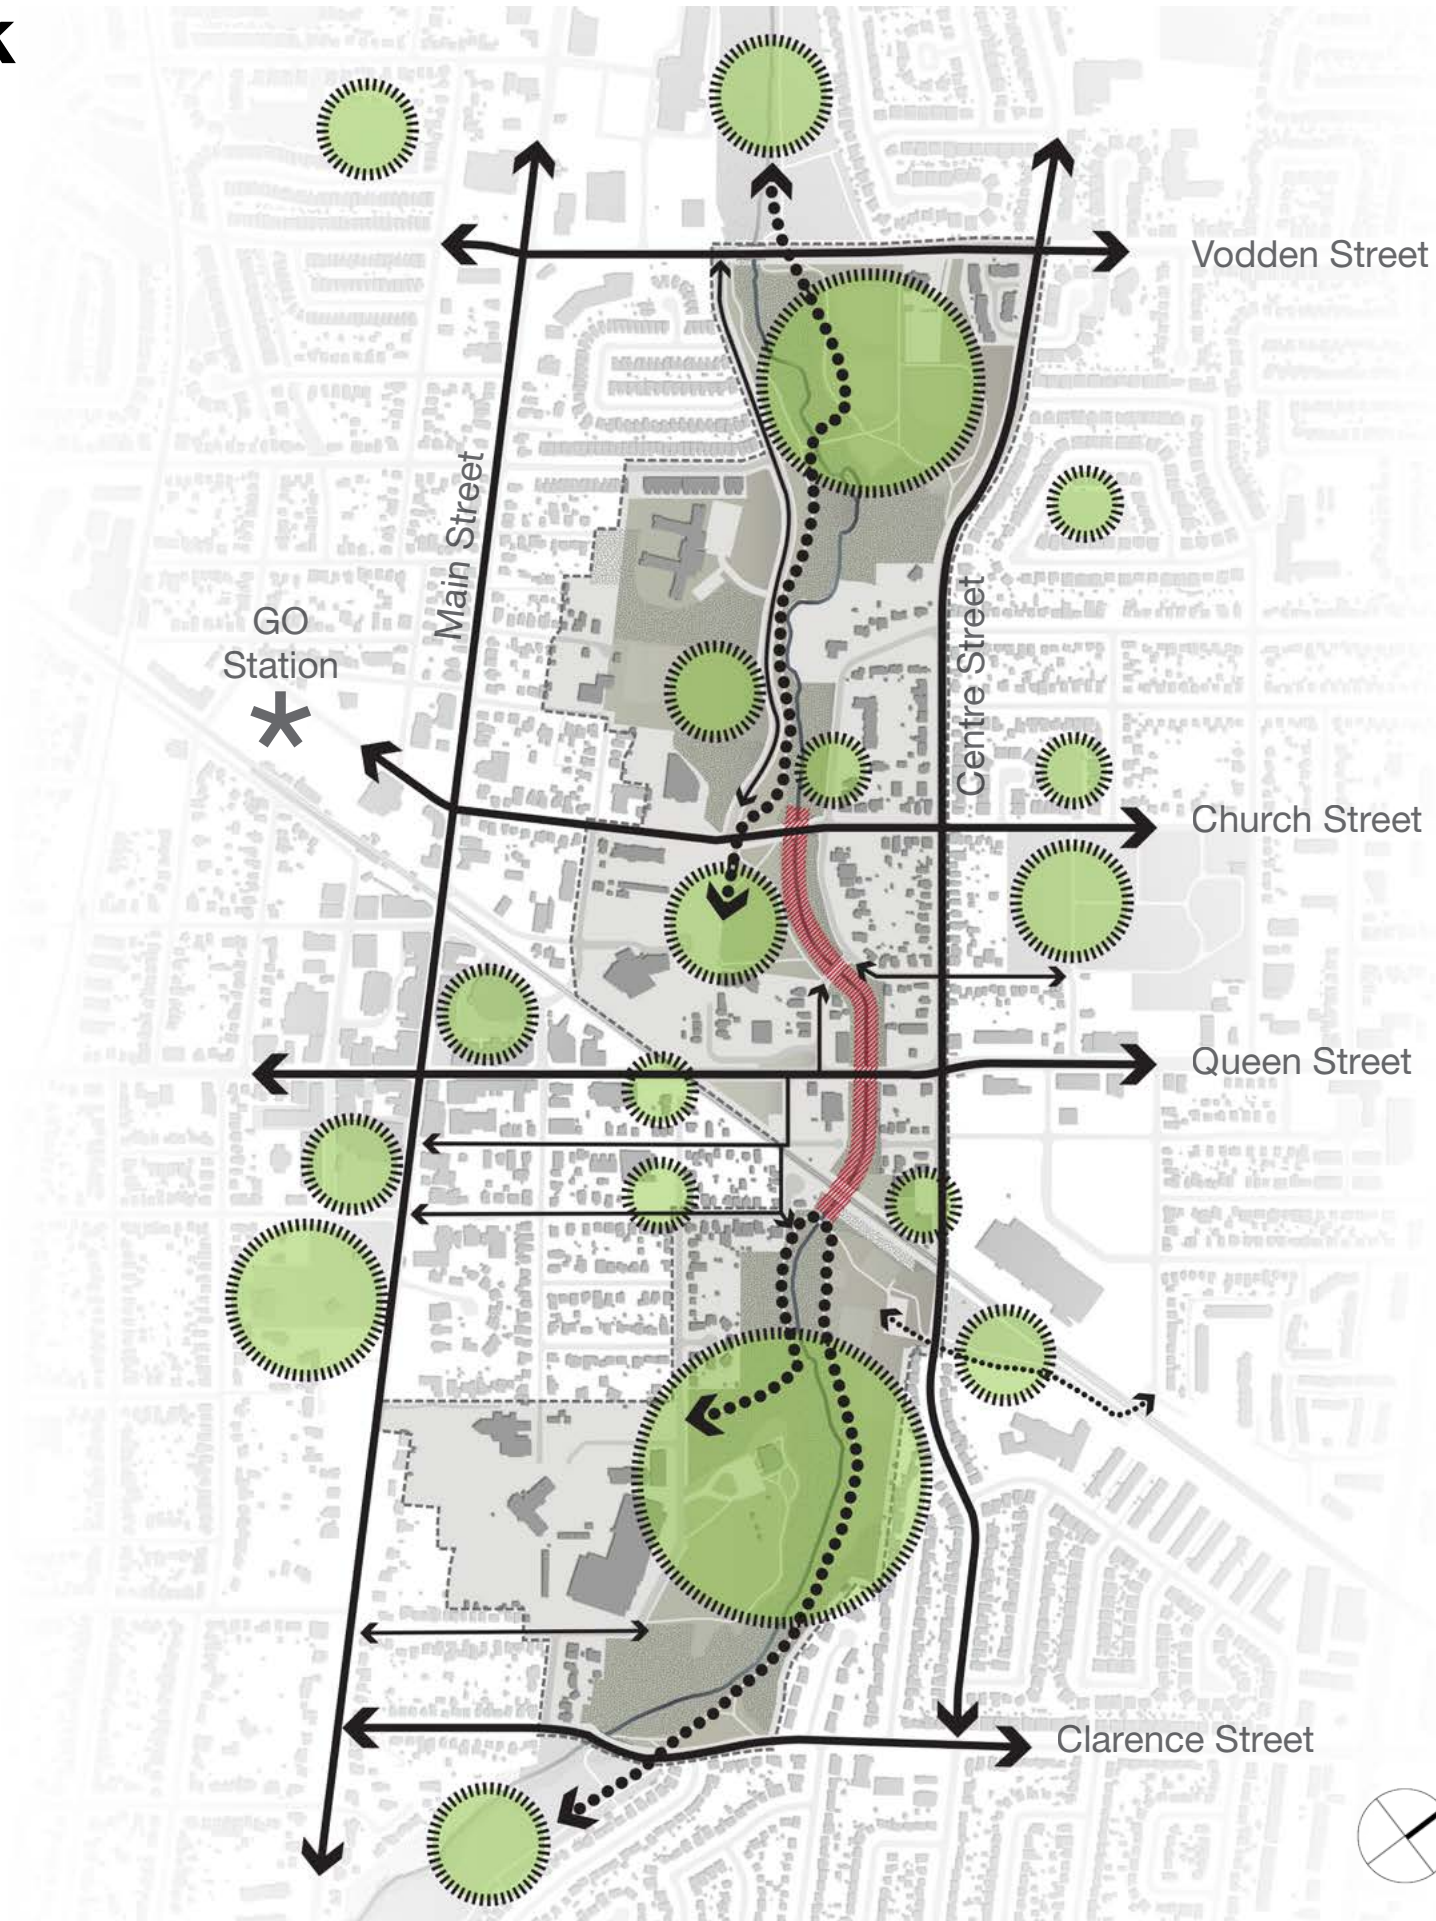 k
Vodden Street
Main Street
GO
Station
Centre Street
Church Street
Queen Street
Clarence Street